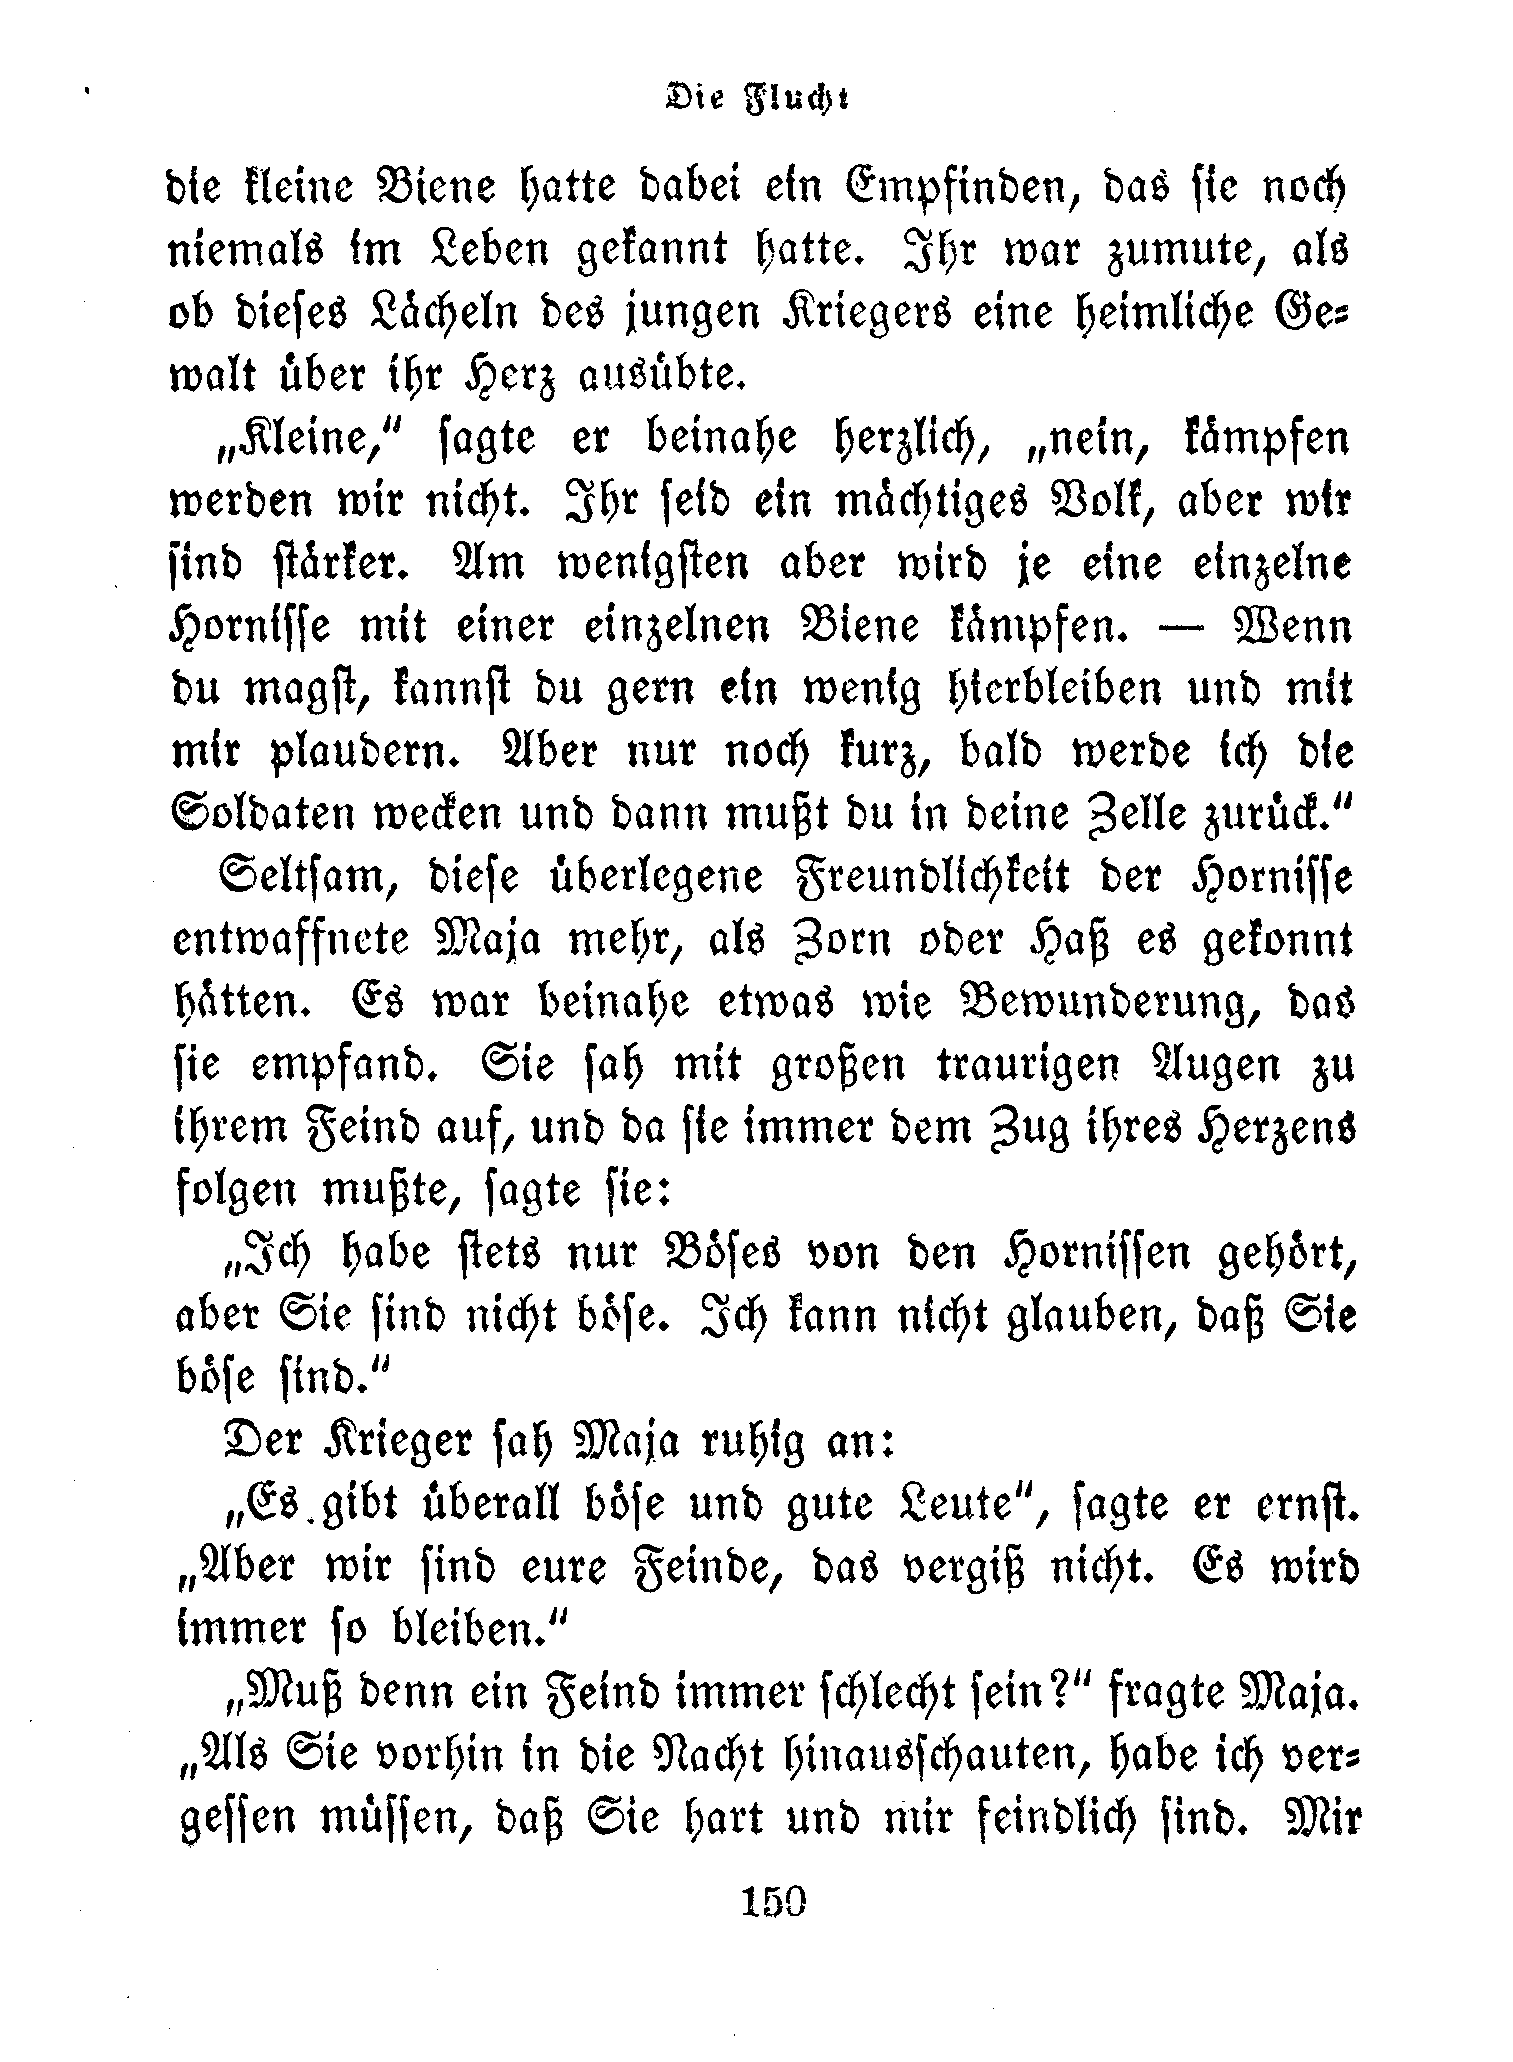 Die Flucht
die kleine Biene hatte dabei ein Empfinden, das sie noch
niemals im Leben gekannt hatte. Ihr war zumute, als
ob dieses Lächeln des jungen Kriegers eine heimliche Ge-
walt über ihr Herz ausübte.
„Kleine,“ sagte er beinahe herzlich, „nein, kämpfen
werden wir nicht. Ihr seid ein mächtiges Volk, aber wir
sind stärker. Am wenigsten aber wird je eine einzelne
Hornisse mit einer einzelnen Biene kämpfen. — Wenn
du magst, kannst du gern ein wenig hierbleiben und mit
mir plaudern. Aber nur noch kurz, bald werde ich die
Soldaten wecken und dann mußt du in deine Zelle zurück.“
Seltsam, diese überlegene Freundlichkeit der Hornisse
entwaffnete Maja mehr, als Zorn oder Haß es gekonnt
hätten. Es war beinahe etwas wie Bewunderung, das
sie empfand. Sie sah mit großen traurigen Augen zu
ihrem Feind auf, und da sie immer dem Zug ihres Herzens
folgen mußte, sagte sie:
„Ich habe stets nur Böses von den Hornissen gehört,
aber Sie sind nicht böse. Ich kann nicht glauben, daß Sie
böse sind.“
Der Krieger sah Maja ruhig an:
„Es gibt überall böse und gute Leute“, sagte er ernst.
„Aber wir sind eure Feinde, das vergiß nicht. Es wird
immer so bleiben.“
„Muß denn ein Feind immer schlecht sein?“ fragte Maja.
„Als Sie vorhin in die Nacht hinausschauten, habe ich ver-
gessen müssen, daß Sie hart und mir feindlich sind. Mir
150